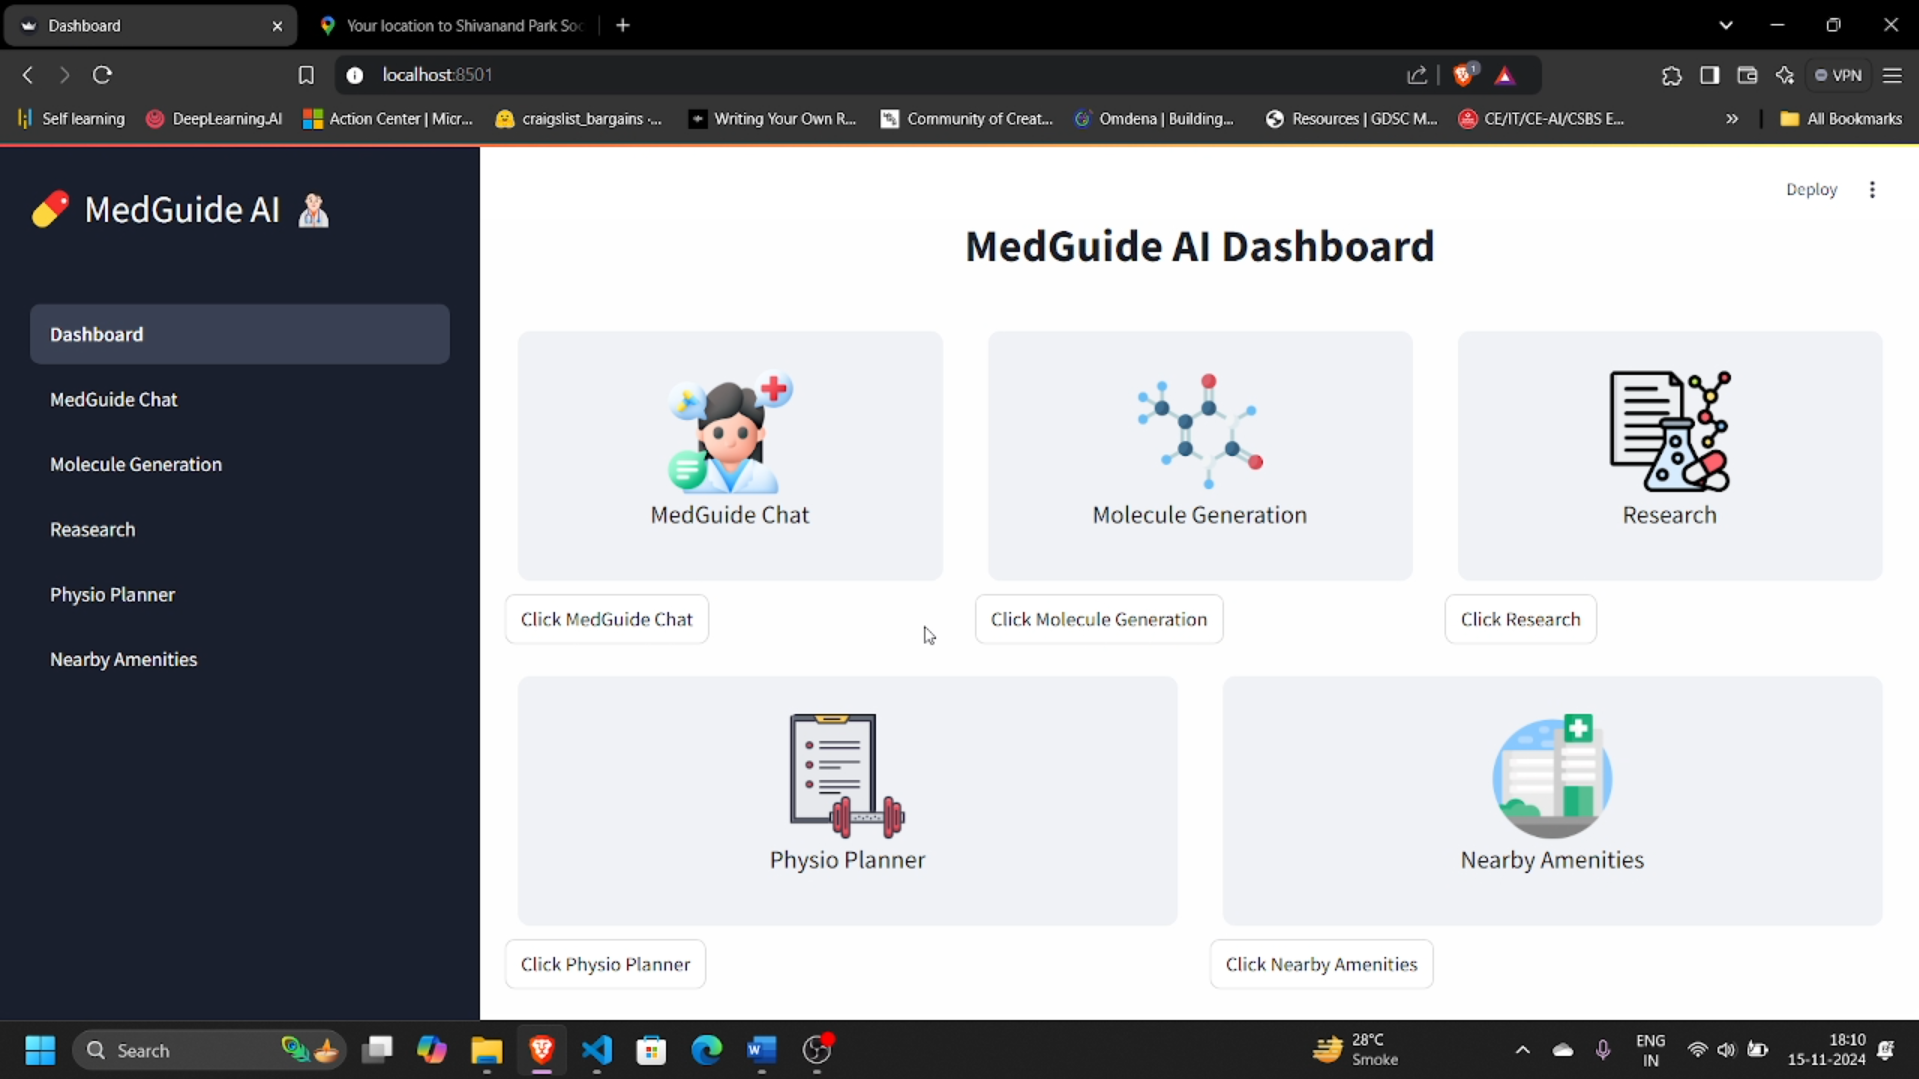 Dashboard
Your location to Shivanand Park Soc
localhost:8501
VPN
Self learning
DeepLearning.AI
Action Center | Micr...
craigslist_bargains ·...
Writing Your Own R...
Community of Creat...
Omdena | Building...
Resources | GDSC M...
CE/IT/CE-AI/CSBS E...
All Bookmarks
MedGuide AI
Dashboard
MedGuide Chat
Molecule Generation
Reasearch
Physio Planner
Nearby Amenities
Deploy
MedGuide AI Dashboard
MedGuide Chat
Molecule Generation
Research
Click MedGuide Chat
Click Molecule Generation
Click Research
Physio Planner
Nearby Amenities
Click Physio Planner
Click Nearby Amenities
Search
28°C
Smoke
ENG
IN
18:10
15-11-2024